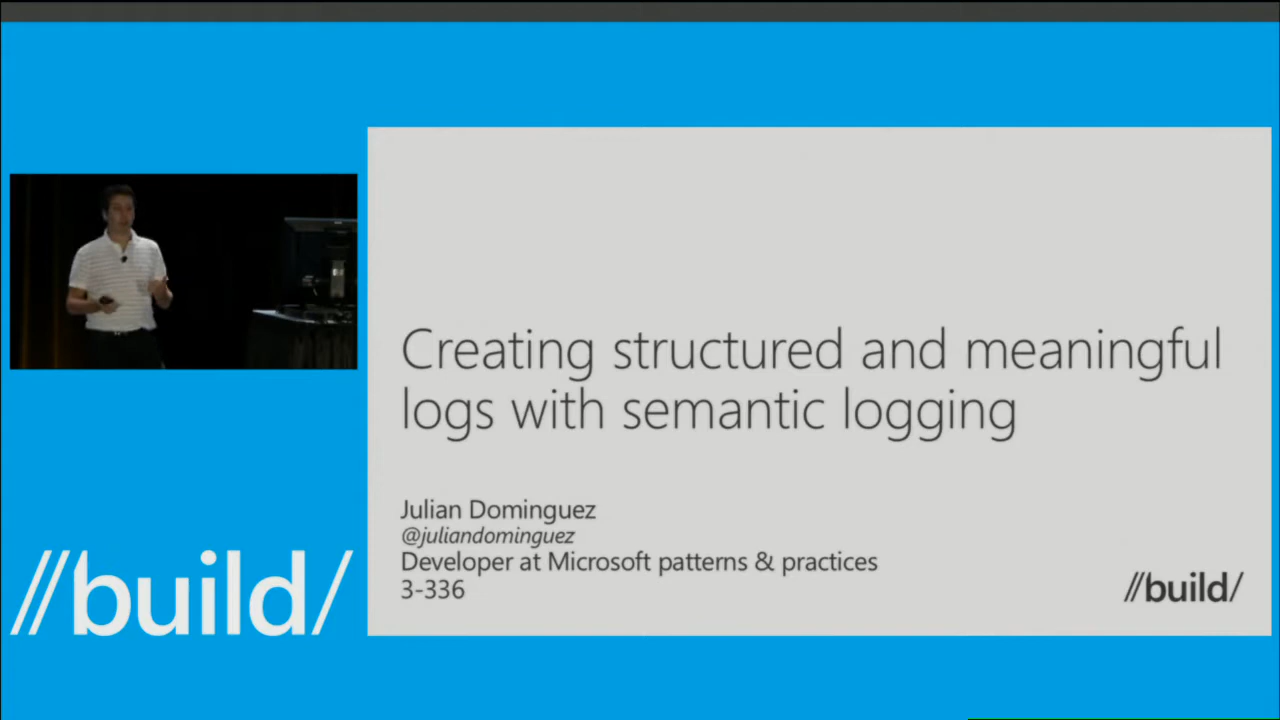 Creating structured and meaningful
logs with semantic logging
Julian Dominguez
@juliandominguez
Developer at Microsoft patterns & practices
3-336
//build/
//build/